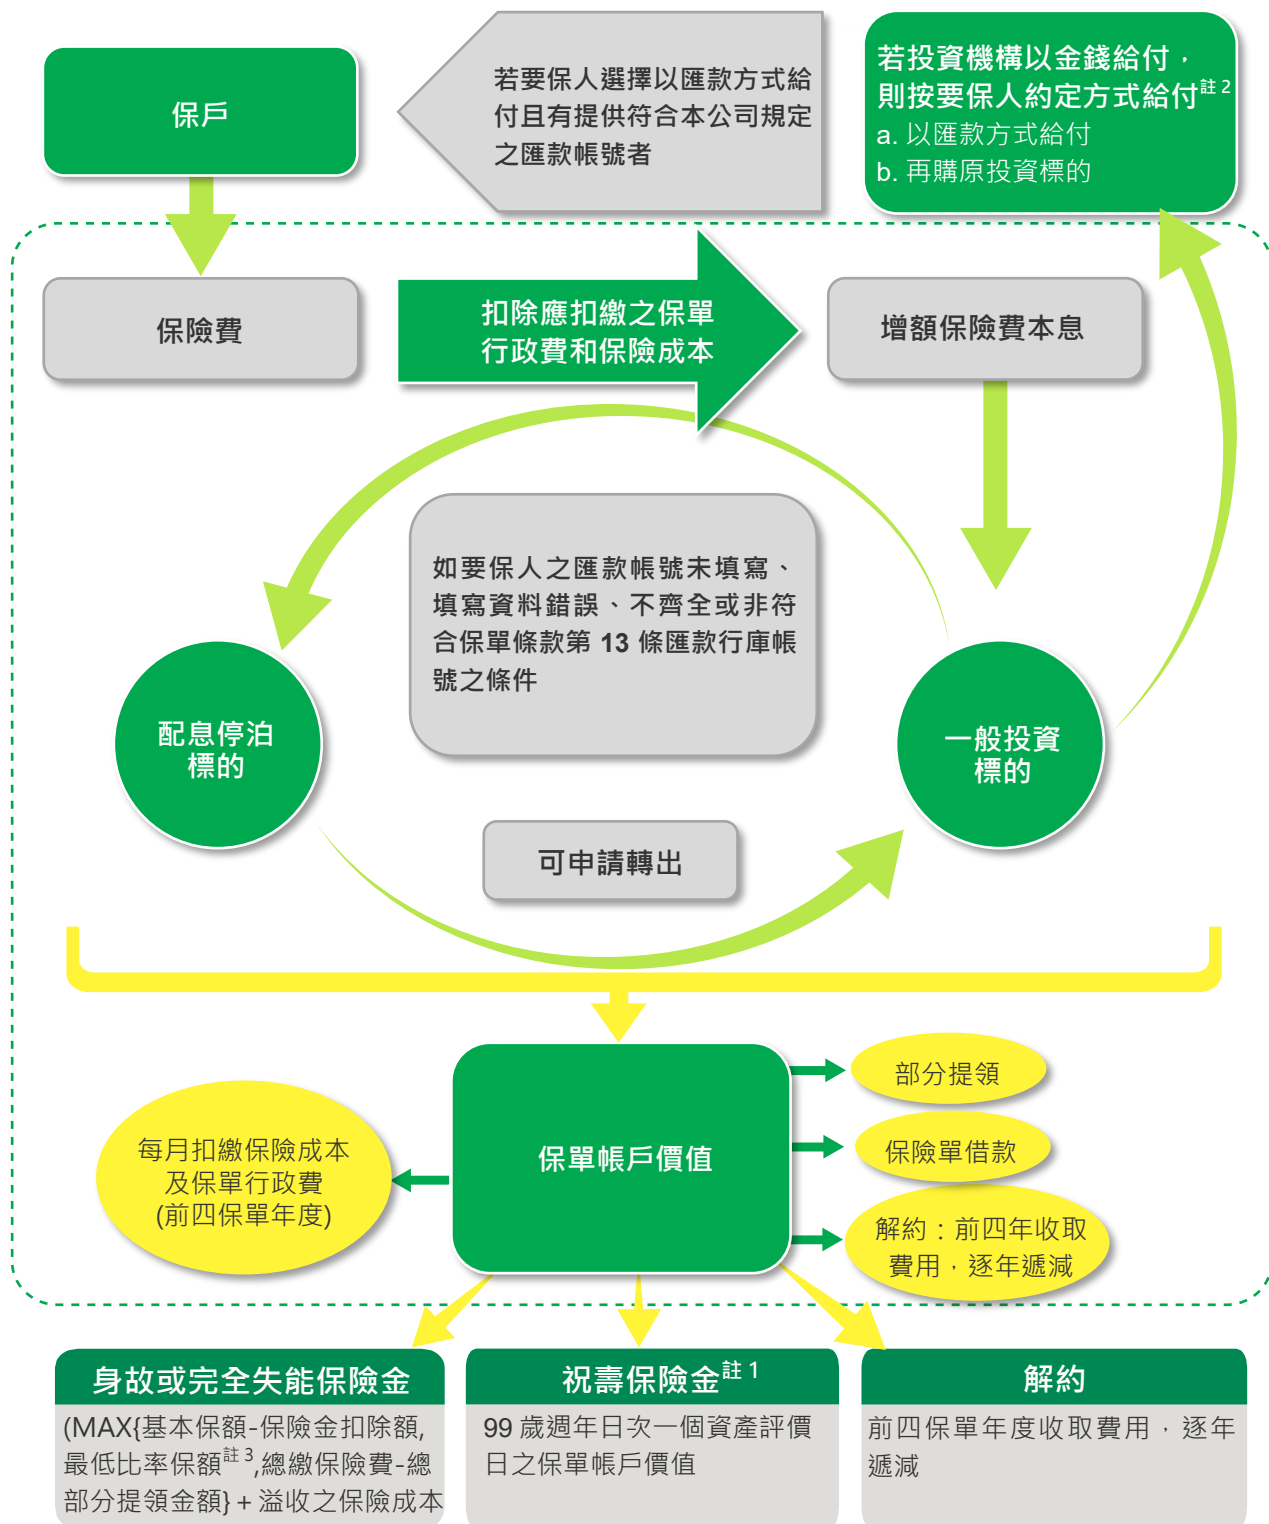 保戶
若要保人選擇以匯款方式給
付且有提供符合本公司規定
之匯款帳號者
若投資機構以金錢給付，
則按要保人約定方式給付註2
a. 以匯款方式給付
b. 再購原投資標的
保險費
扣除應扣繳之保單
行政費和保險成本
增額保險費本息
如要保人之匯款帳號未填寫、
填寫資料錯誤、不齊全或非符
合保單條款第 13 條匯款行庫帳
號之條件
配息停泊
標的
一般投資
標的
可申請轉出
保單帳戶價值
每月扣繳保險成本
及保單行政費
(前四保單年度)
部分提領
保險單借款
解約：前四年收取
費用，逐年遞減
身故或完全失能保險金
(MAX{基本保額-保險金扣除額,
最低比率保額註3,總繳保險費-總
部分提領金額}+溢收之保險成本
祝壽保險金註1
99 歲週年日次一個資產評價
日之保單帳戶價值
解約
前四保單年度收取費用，逐年
遞減